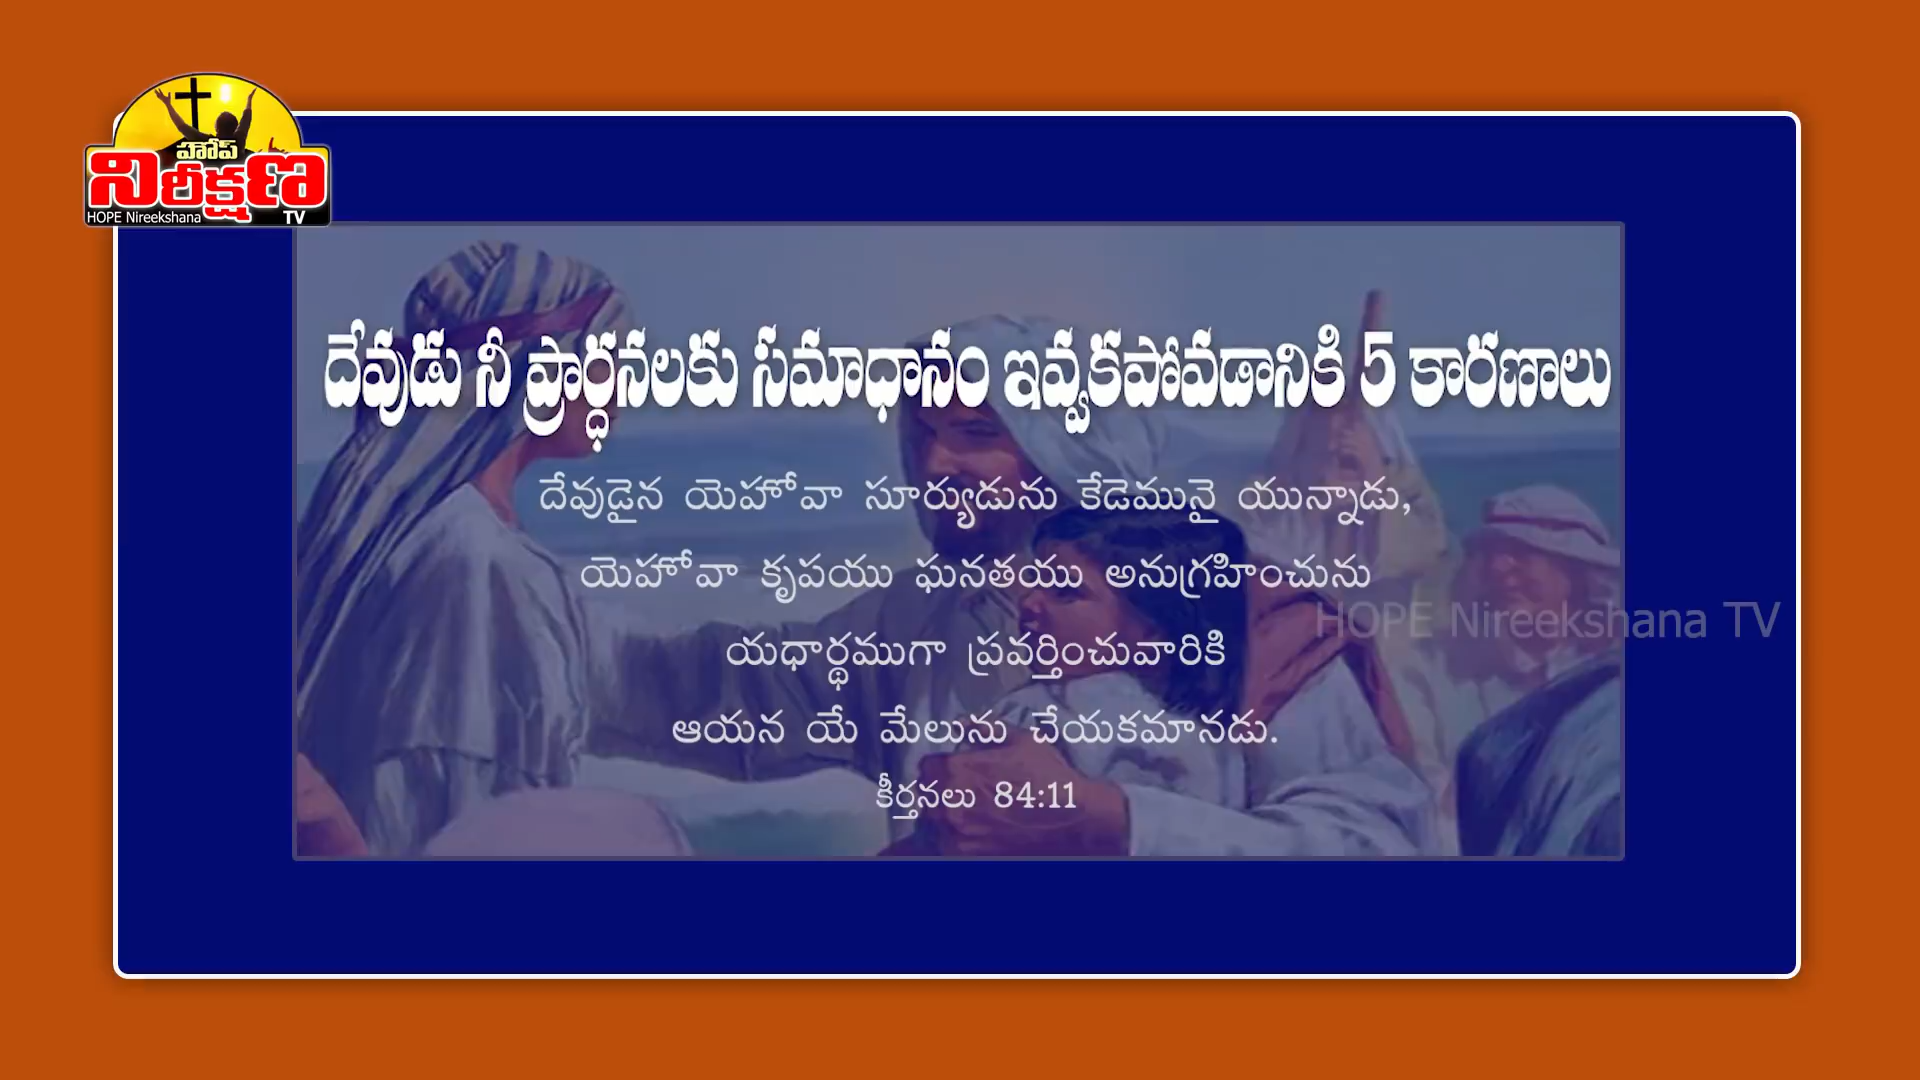 హోప్
నిరీక్షణ
HOPE Nireekshana TV
దేవుడు నీ ప్రార్ధనలకు సమాధానం ఇవ్వకపోవడానికి 5 కారణాలు
దేవుడైన యెహోవా సూర్యుడును కేడెమునై యున్నాడు,
యెహోవా కృపయు ఘనతయు అనుగ్రహించును
HOPE Nireekshana TV
యధార్థముగా ప్రవర్తించువారికి
ఆయన యే మేలును చేయకమానడు.
కీర్తనలు 84:11